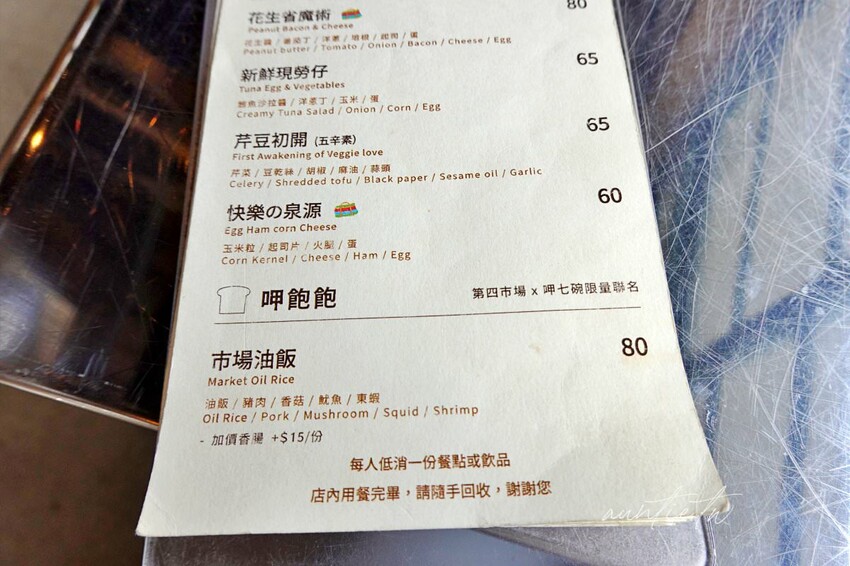 花生省魔術 80
Peanut Bacon & Cheese
花生醬 / 蕃茄丁 / 洋蔥 / 培根 / 起司 / 蛋
Peanut butter / Tomato / Onion / Bacon / Cheese / Egg
新鮮現勞仔 65
Tuna Egg & Vegetables
鮪魚沙拉醬 / 洋蔥丁 / 玉米 / 蛋
Creamy Tuna Salad / Onion / Corn / Egg
芹豆初開 (五辛素) 65
First Awakening of Veggie love
芹菜 / 豆乾絲 / 胡椒 / 麻油 / 蒜頭
Celery / Shredded tofu / Black paper / Sesame oil / Garlic
快樂の泉源 60
Egg Ham corn Cheese
玉米粒 / 起司片 / 火腿 / 蛋
Corn Kernel / Cheese / Ham / Egg
呷飽飽 第四市場 x 呷七碗限量聯名
市場油飯 80
Market Oil Rice
油飯 / 豬肉 / 香菇 / 魷魚 / 東蝦
Oil Rice / Pork / Mushroom / Squid / Shrimp
- 加價香腸 +$15/份
每人低消一份餐點或飲品
店內用餐完畢，請隨手回收，謝謝您
auntieta